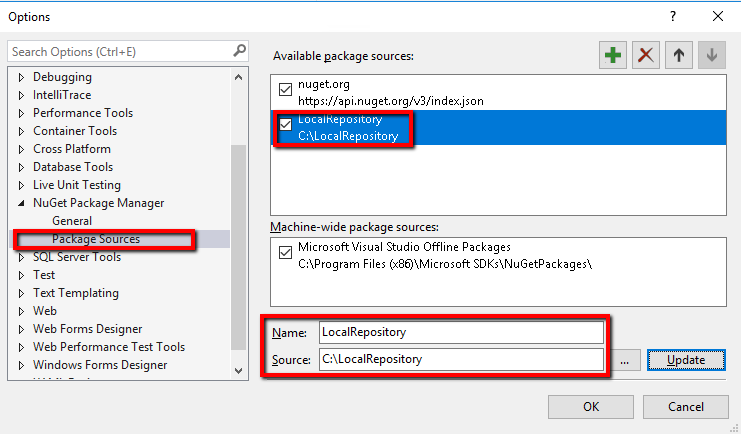 Options
Search Options (Ctrl+E)
Debugging
IntelliTrace
Performance Tools
Container Tools
Cross Platform
Database Tools
Live Unit Testing
NuGet Package Manager
General
Package Sources
SQL Server Tools
Test
Text Templating
Web
Web Forms Designer
Web Performance Test Tools
Windows Forms Designer
Available package sources:
nuget.org
https://api.nuget.org/v3/index.json
LocalRepository
C:\LocalRepository
Machine-wide package sources:
Microsoft Visual Studio Offline Packages
C:\Program Files (x86)\Microsoft SDKs\NuGetPackages\
Name: LocalRepository
Source: C:\LocalRepository ... Update
OK Cancel